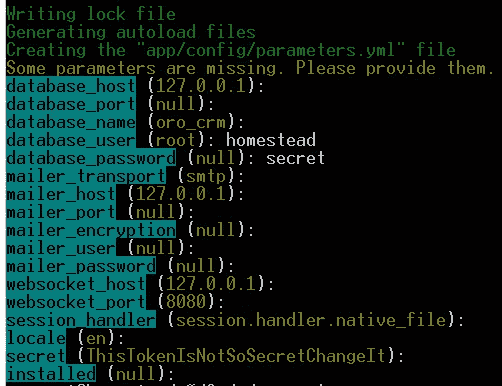 Writing lock file
Generating autoload files
Creating the "app/config/parameters.yml" file
Some parameters are missing. Please provide them.
database_host (127.0.0.1):
database_port (null):
database_name (oro_crm):
database_user (root): homestead
database_password (null): secret
mailer_transport (smtp):
mailer_host (127.0.0.1):
mailer_port (null):
mailer_encryption (null):
mailer_user (null):
mailer_password (null):
websocket_host (127.0.0.1):
websocket_port (8080):
session_handler (session.handler.native_file):
locale (en):
secret (ThisTokenIsNotSoSecretChangeIt):
installed (null):